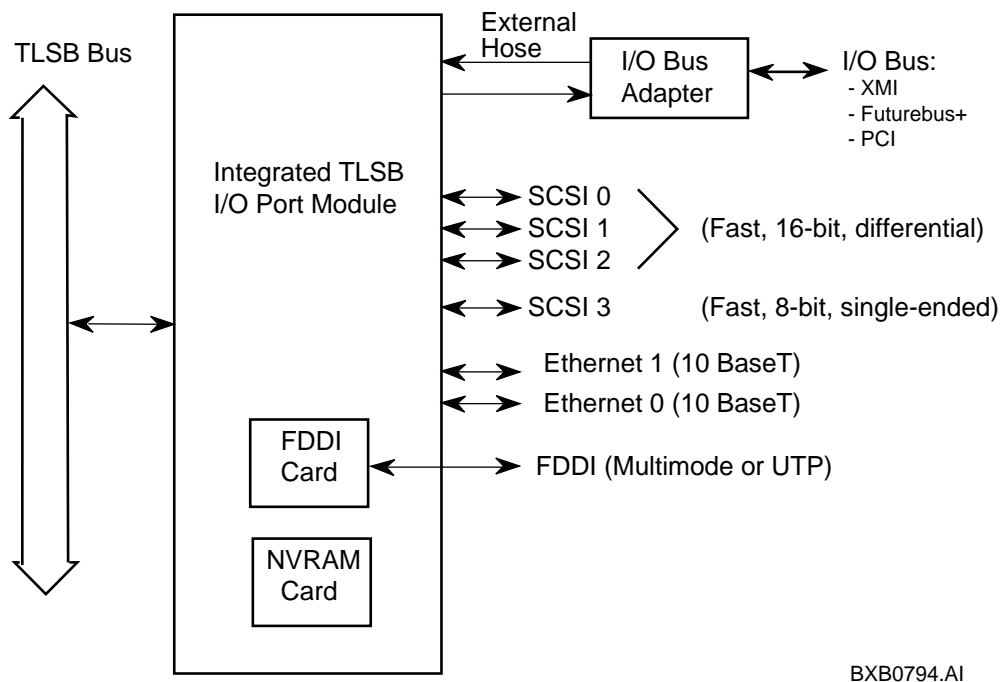 TLSB Bus
External
Hose
I/O Bus
Adapter
I/O Bus:
- XMI
- Futurebus+
- PCI
Integrated TLSB
I/O Port Module
SCSI 0
SCSI 1
SCSI 2
(Fast, 16-bit, differential)
SCSI 3
(Fast, 8-bit, single-ended)
Ethernet 1 (10 BaseT)
Ethernet 0 (10 BaseT)
FDDI
Card
FDDI (Multimode or UTP)
NVRAM
Card
BXB0794.AI